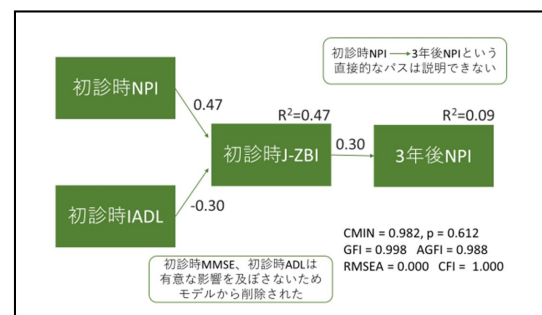 初診時NPI ⟶3年後NPIという
直接的なパスは説明できない
初診時NPI
0.47
R²=0.47
R²=0.09
初診時J-ZBI
0.30
3年後NPI
初診時IADL
-0.30
CMIN = 0.982, p = 0.612
GFI = 0.998 AGFI = 0.988
RMSEA = 0.000 CFI = 1.000
初診時MMSE、初診時ADLは
有意な影響を及ぼさないため
モデルから削除された